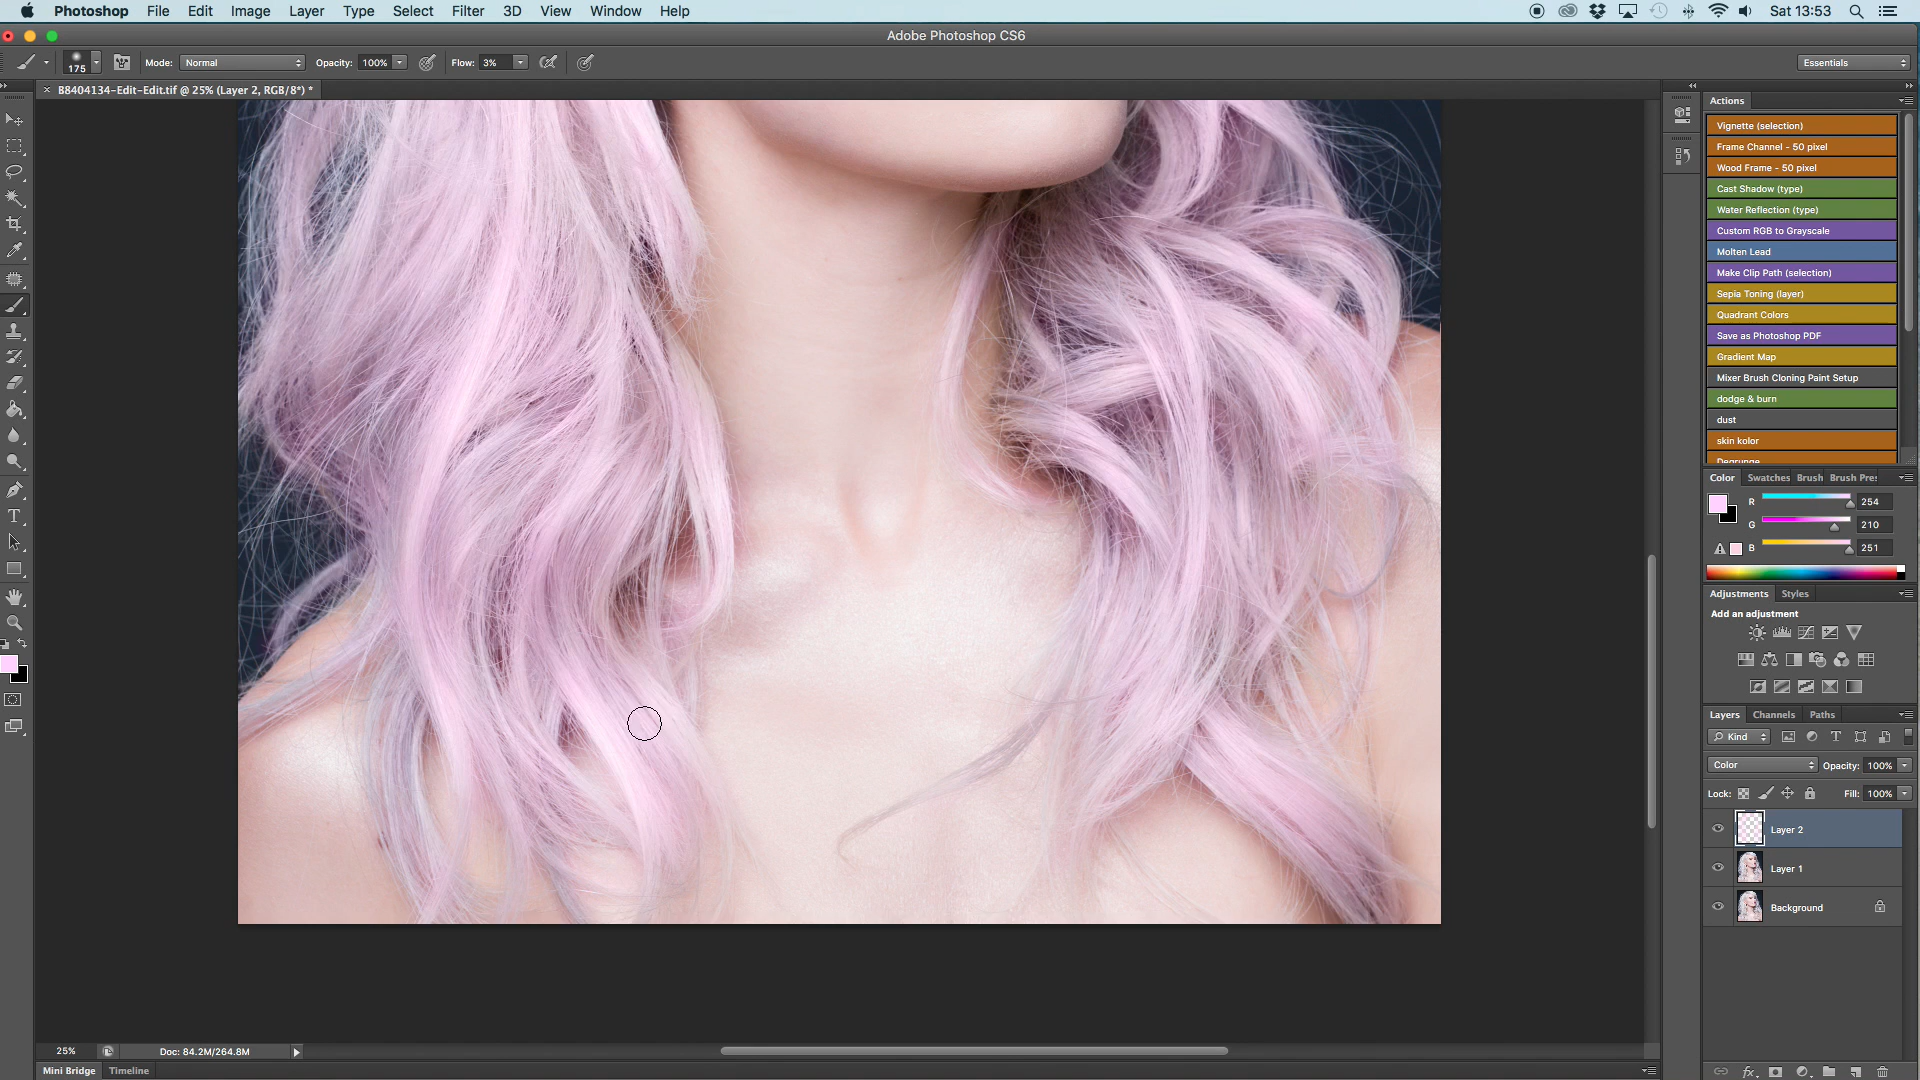 Photoshop File Edit Image Layer Type Select Filter 3D View Window Help Sat 13:53
Adobe Photoshop CS6
175 Mode: Normal Opacity: 100% Flow: 3% Essentials
B8404134-Edit-Edit.tif @ 25% (Layer 2, RGB/8*) *
Actions
Vignette (selection)
Frame Channel - 50 pixel
Wood Frame - 50 pixel
Cast Shadow (type)
Water Reflection (type)
Custom RGB to Grayscale
Molten Lead
Make Clip Path (selection)
Sepia Toning (layer)
Quadrant Colors
Save as Photoshop PDF
Gradient Map
Mixer Brush Cloning Paint Setup
dodge & burn
dust
skin kolor
Degrunge
Color Swatches Brush Brush Pres
R 254
G 210
B 251
Adjustments Styles
Add an adjustment
Layers Channels Paths
Kind
Color Opacity: 100%
Lock: Fill: 100%
Layer 2
Layer 1
Background
25% Doc: 84.2M/264.8M
Mini Bridge Timeline
fx